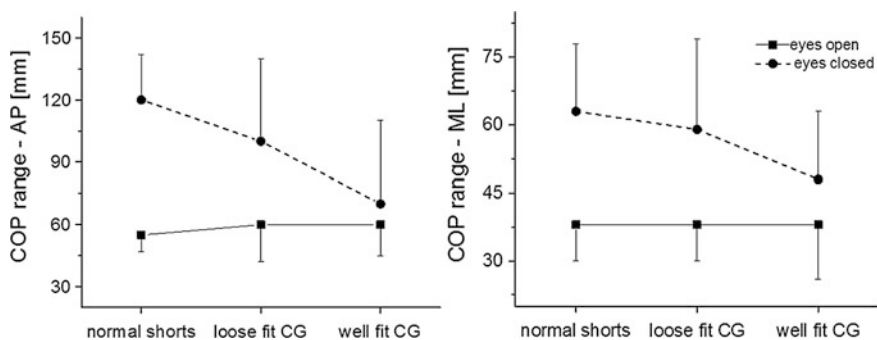 COP range - AP [mm]
150
120
90
60
30
normal shorts
loose fit CG
well fit CG
COP range - ML [mm]
75
60
45
30
normal shorts
loose fit CG
well fit CG
eyes open
eyes closed